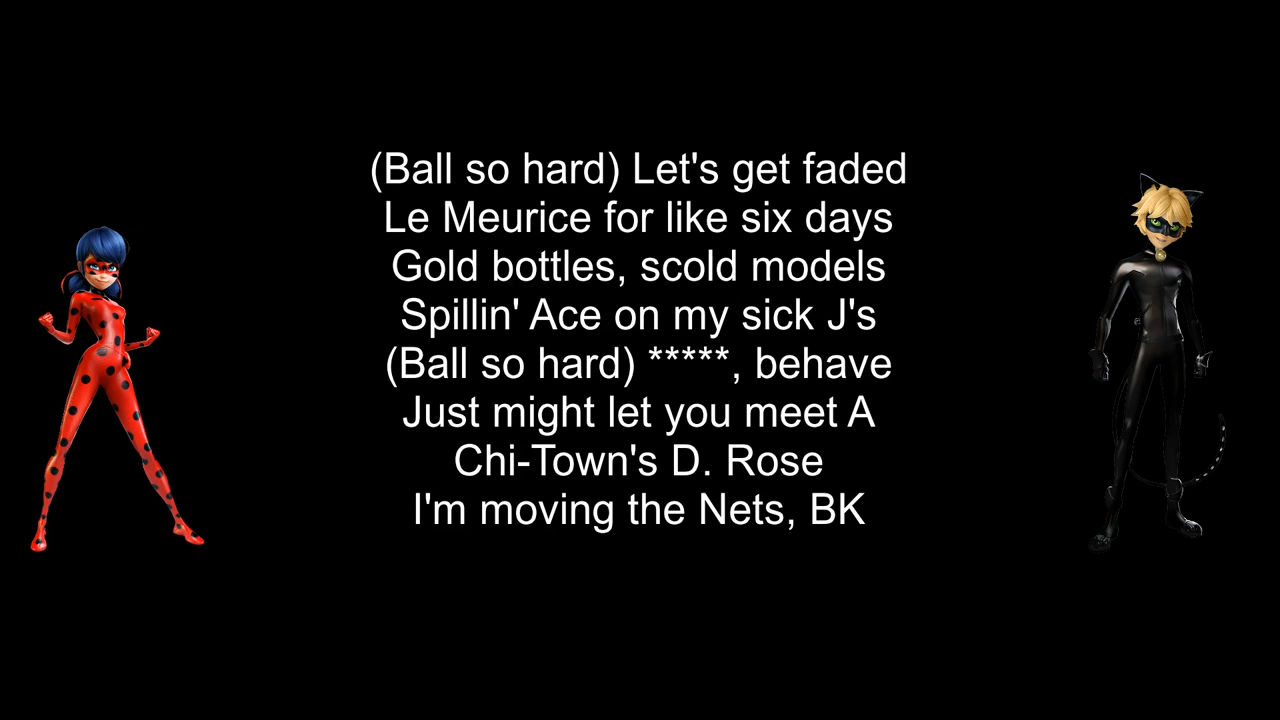 (Ball so hard) Let's get faded
Le Meurice for like six days
Gold bottles, scold models
Spillin' Ace on my sick J's
(Ball so hard) *****, behave
Just might let you meet A
Chi-Town's D. Rose
I'm moving the Nets, BK